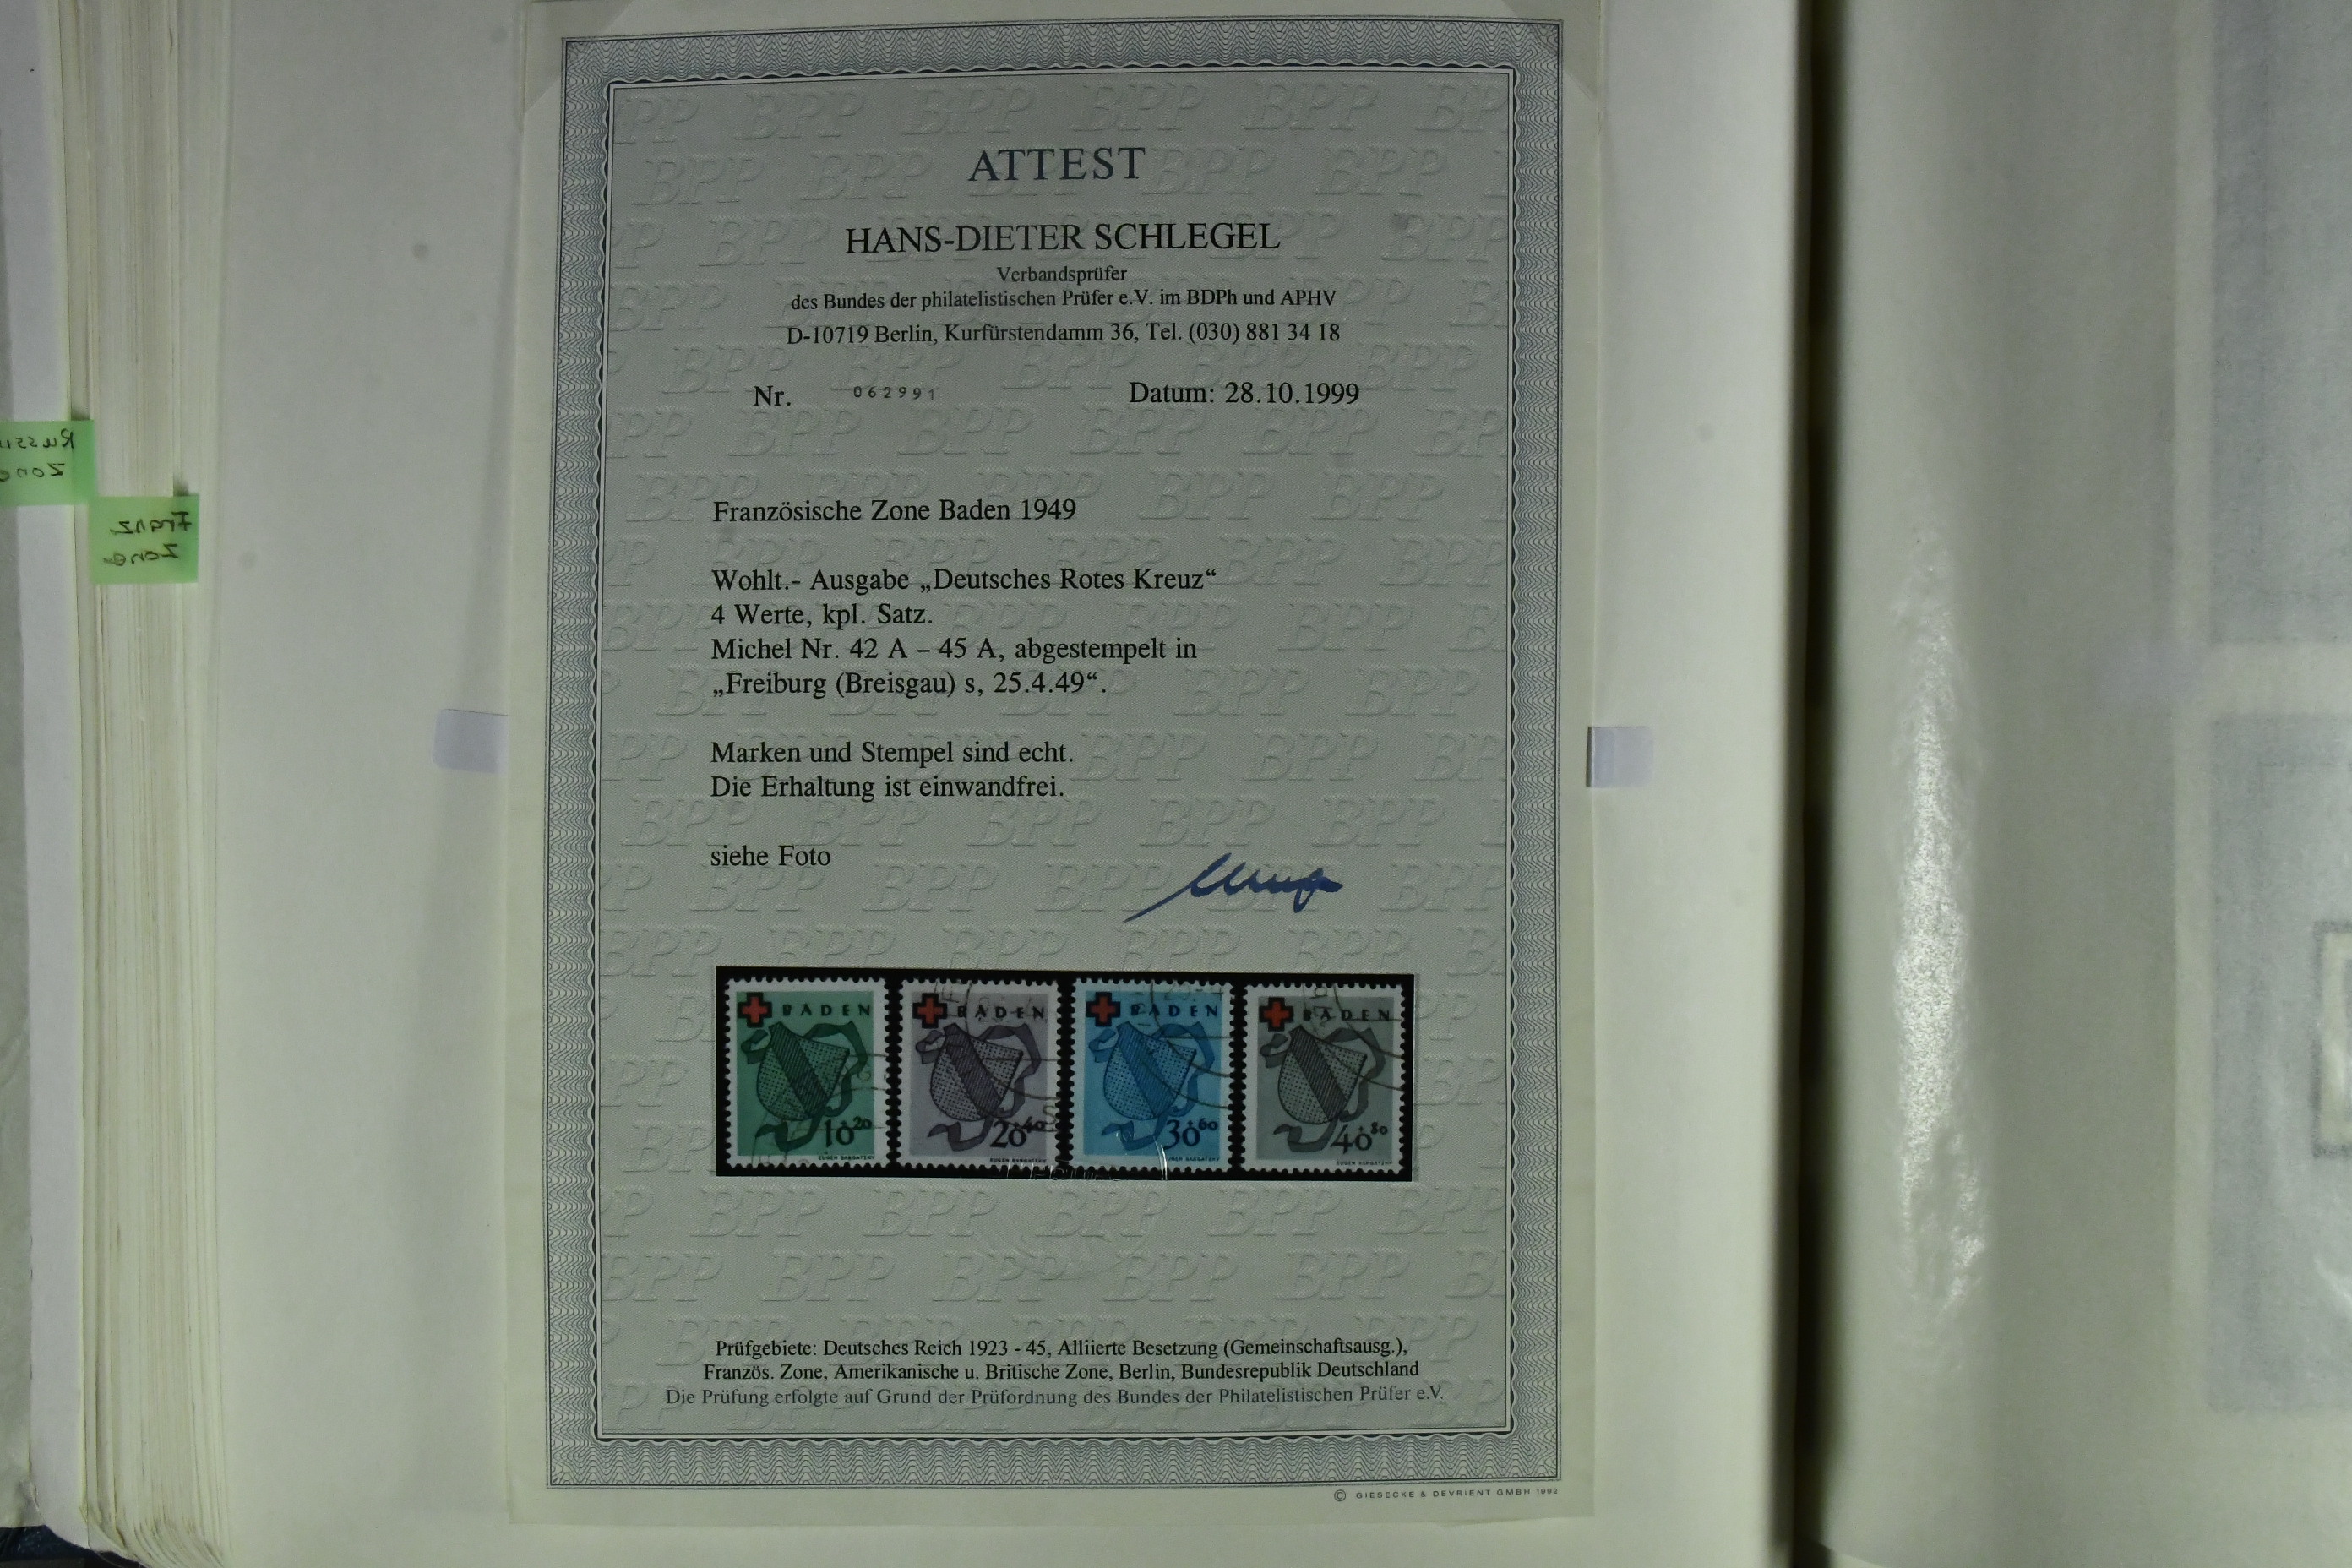 ATTEST
HANS-DIETER SCHLEGEL
Verbandsprüfer
des Bundes der philatelistischen Prüfer e.V. im BDPh und APHV
D-10719 Berlin, Kurfürstendamm 36, Tel. (030) 881 34 18
Nr. 062991 Datum: 28.10.1999
Französische Zone Baden 1949
Wohlt.- Ausgabe „Deutsches Rotes Kreuz“
4 Werte, kpl. Satz.
Michel Nr. 42 A – 45 A, abgestempelt in
„Freiburg (Breisgau) s, 25.4.49“.
Marken und Stempel sind echt.
Die Erhaltung ist einwandfrei.
siehe Foto
BADEN BADEN BADEN BADEN
10+20 20+40 30+60 40+80
Prüfgebiete: Deutsches Reich 1923 - 45, Alliierte Besetzung (Gemeinschaftsausg.),
Französ. Zone, Amerikanische u. Britische Zone, Berlin, Bundesrepublik Deutschland
Die Prüfung erfolgte auf Grund der Prüfordnung des Bundes der Philatelistischen Prüfer e.V.
© GIESECKE & DEVRIENT GMBH 1992
Franz
Zone